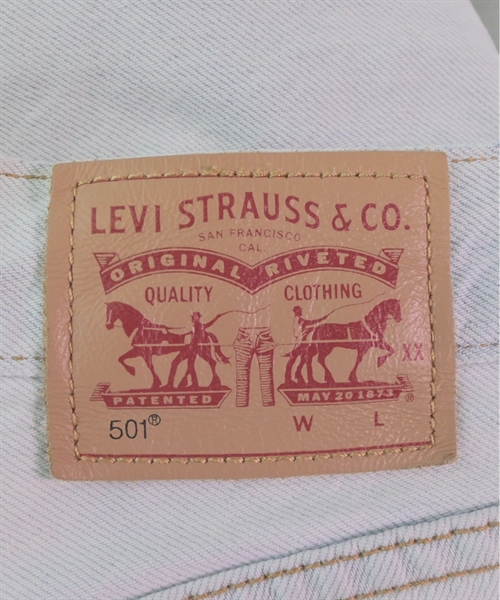 LEVI STRAUSS & CO.
SAN FRANCISCO
CAL.
ORIGINAL RIVETED
QUALITY CLOTHING
XX
PATENTED MAY 20 1873 ®
501® W L